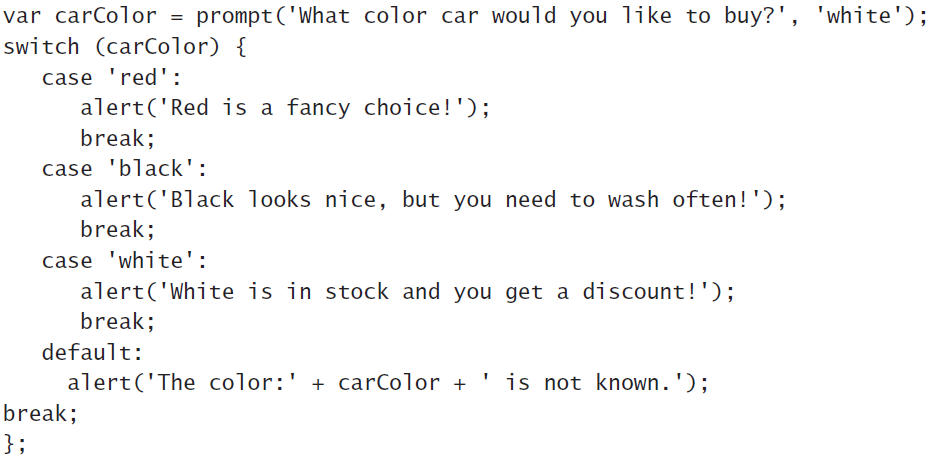 var carColor = prompt('What color car would you like to buy?', 'white');
switch (carColor) {
   case 'red':
      alert('Red is a fancy choice!');
      break;
   case 'black':
      alert('Black looks nice, but you need to wash often!');
      break;
   case 'white':
      alert('White is in stock and you get a discount!');
      break;
   default:
     alert('The color:' + carColor + ' is not known.');
break;
};